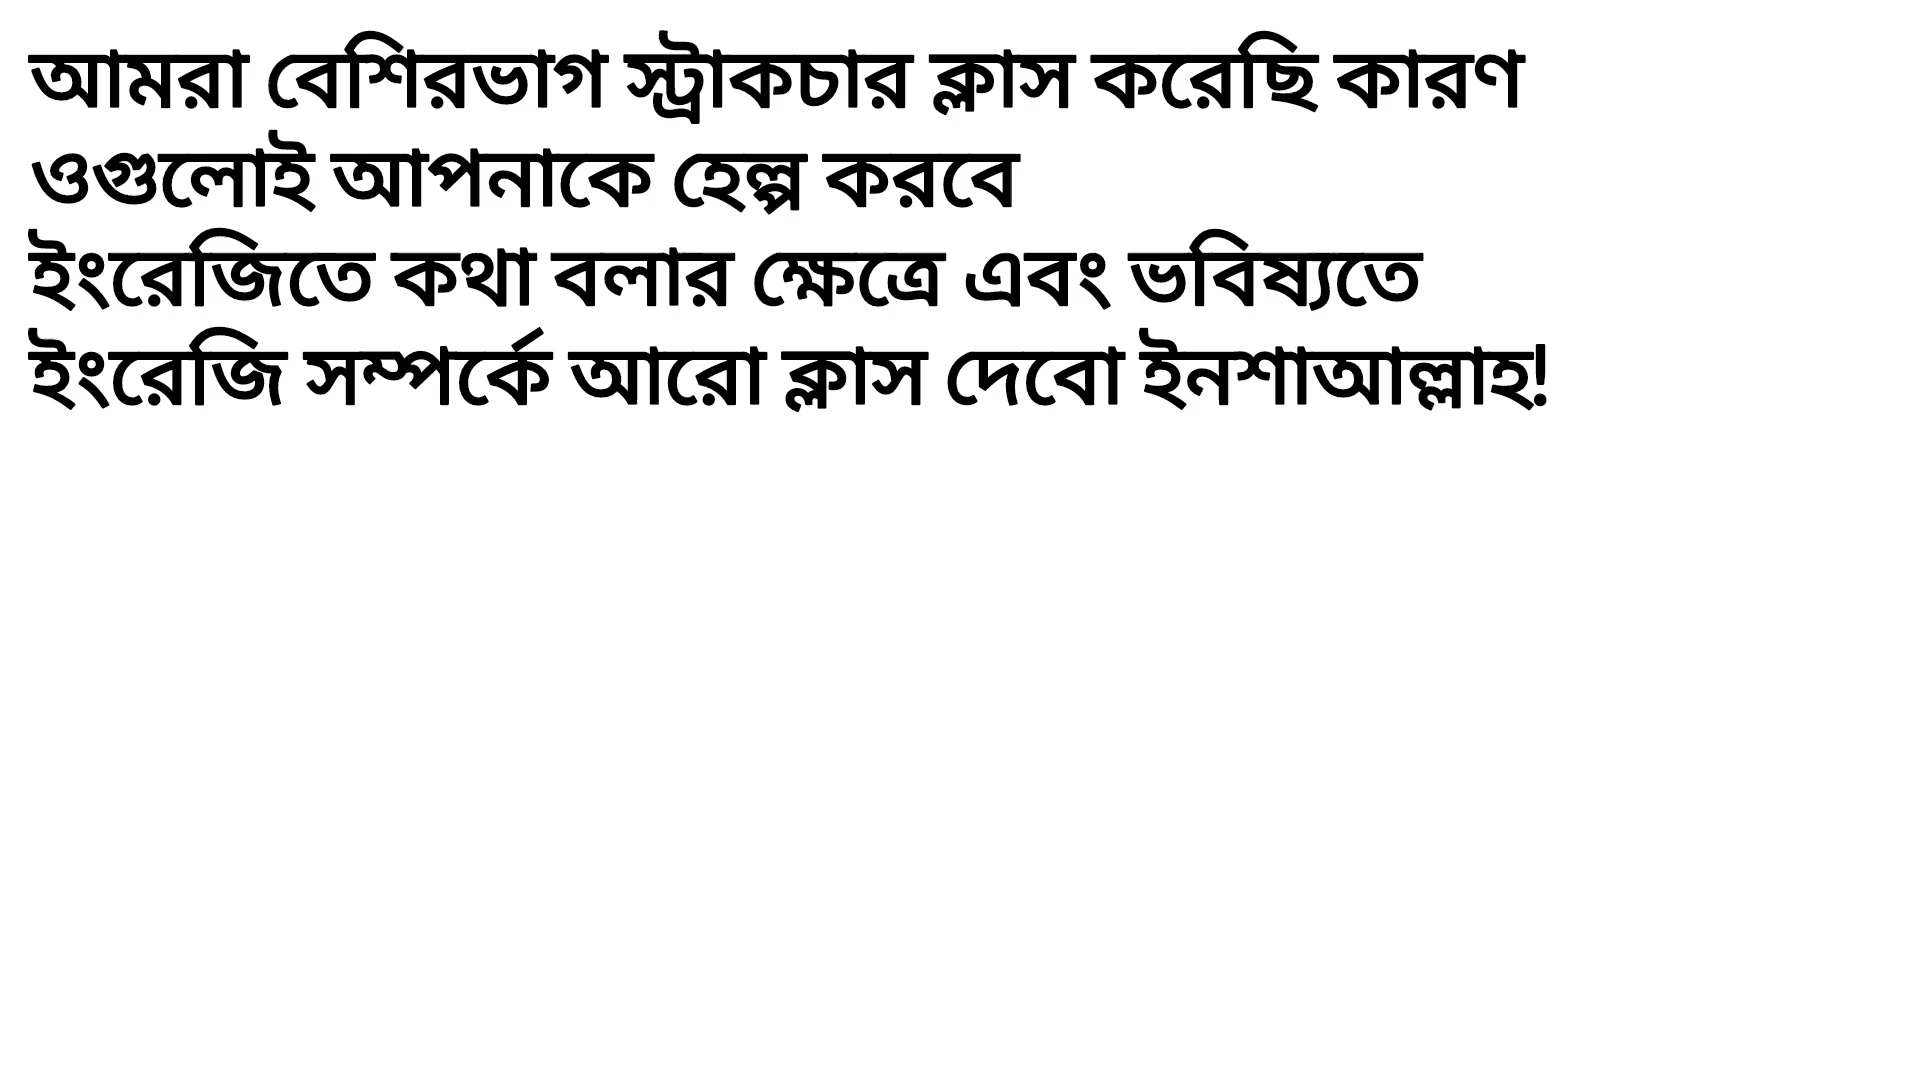 আমরা বেশিরভাগ স্ট্রাকচার ক্লাস করেছি কারণ
ওগুলোই আপনাকে হেল্প করবে
ইংরেজিতে কথা বলার ক্ষেত্রে এবং ভবিষ্যতে
ইংরেজি সম্পর্কে আরো ক্লাস দেবো ইনশাআল্লাহ!